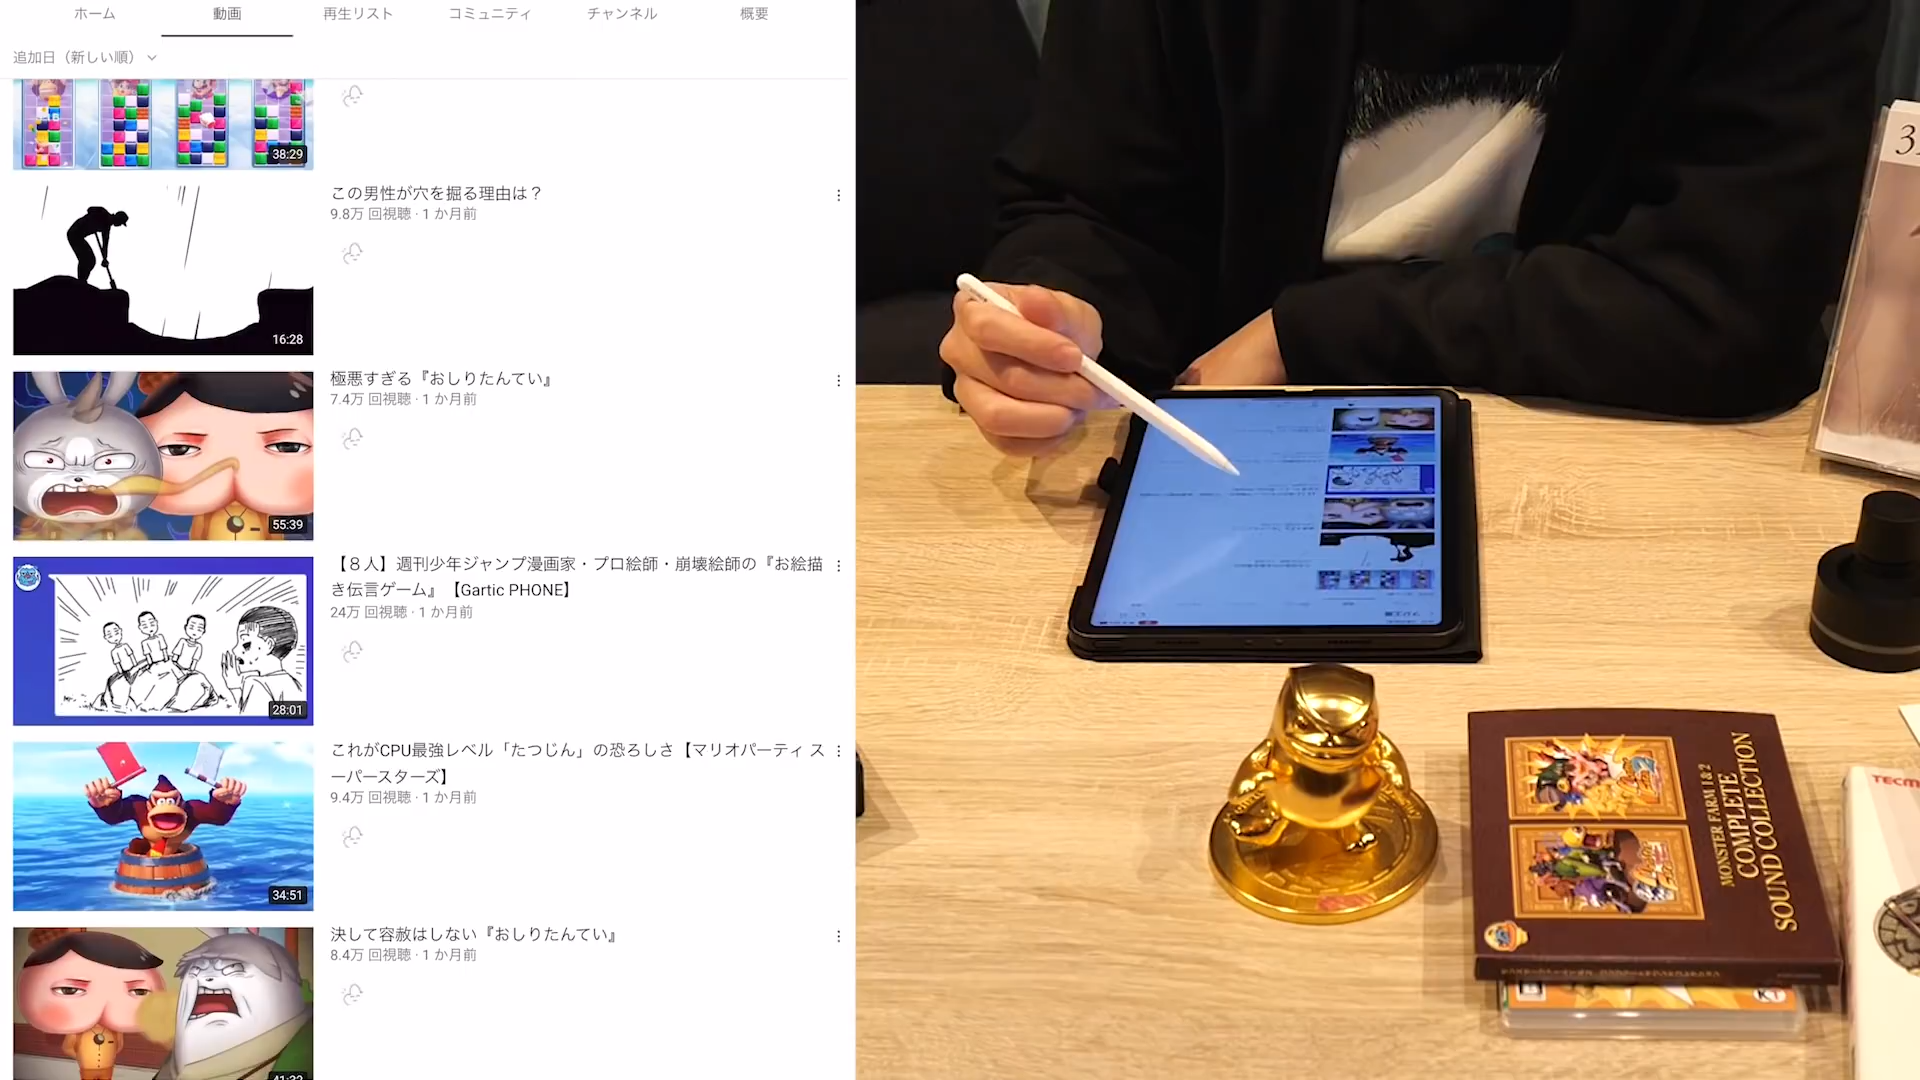 ホーム 動画 再生リスト コミュニティ チャンネル 概要
追加日（新しい順）
38:29
この男性が穴を掘る理由は？
9.8万 回視聴・1 か月前
16:28
極悪すぎる『おしりたんてい』
7.4万 回視聴・1 か月前
55:39
【８人】週刊少年ジャンプ漫画家・プロ絵師・崩壊絵師の『お絵描
き伝言ゲーム』【Gartic PHONE】
24万 回視聴・1 か月前
28:01
これがCPU最強レベル「たつじん」の恐ろしさ【マリオパーティ ス
ーパースターズ】
9.4万 回視聴・1 か月前
34:51
決して容赦はしない『おしりたんてい』
8.4万 回視聴・1 か月前
41:32
MONSTER FARM 1 & 2
COMPLETE
SOUND COLLECTION